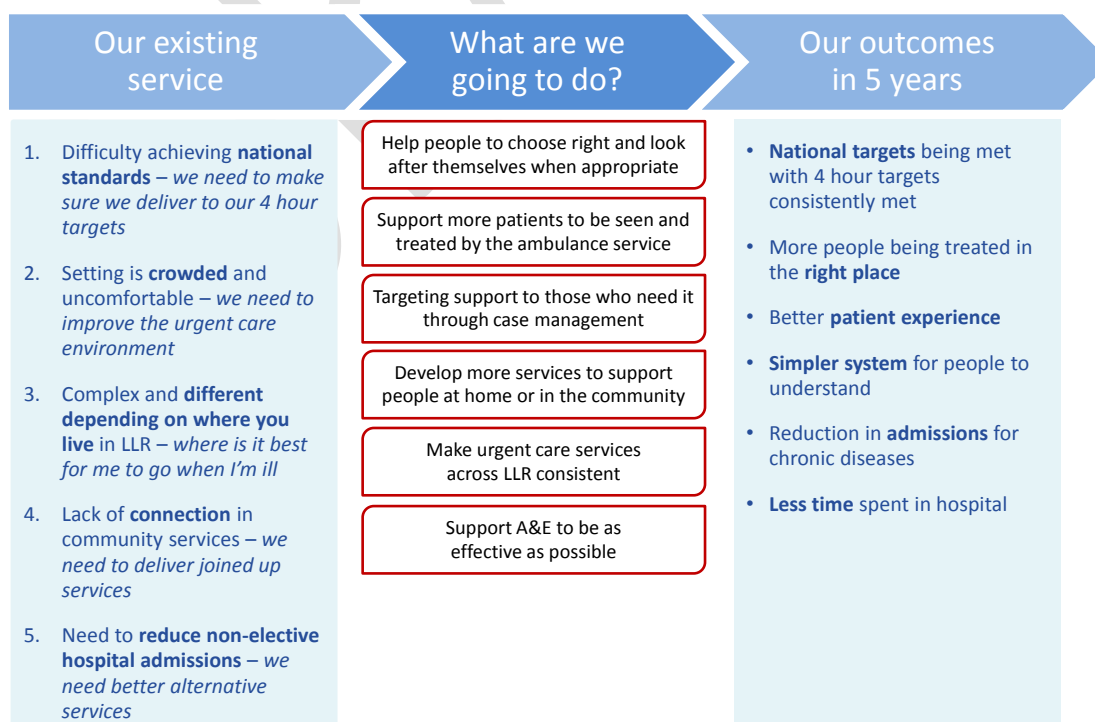 Our existing
service
What are we
going to do?
Our outcomes
in 5 years
1. Difficulty achieving national
standards – we need to make
sure we deliver to our 4 hour
targets
2. Setting is crowded and
uncomfortable – we need to
improve the urgent care
environment
3. Complex and different
depending on where you
live in LLR – where is it best
for me to go when I'm ill
4. Lack of connection in
community services – we
need to deliver joined up
services
5. Need to reduce non-elective
hospital admissions – we
need better alternative
services
Help people to choose right and look
after themselves when appropriate
Support more patients to be seen and
treated by the ambulance service
Targeting support to those who need it
through case management
Develop more services to support
people at home or in the community
Make urgent care services
across LLR consistent
Support A&E to be as
effective as possible
• National targets being met
with 4 hour targets
consistently met
• More people being treated in
the right place
• Better patient experience
• Simpler system for people to
understand
• Reduction in admissions for
chronic diseases
• Less time spent in hospital